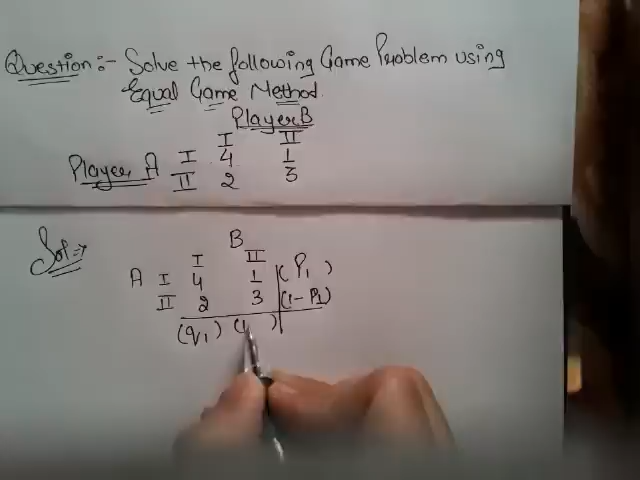 Question:- Solve the following Game Problem using
Equal Game Method.
Player B
I II
Player A I 4 1
II 2 3
Sol:->
B
I II
A I 4 1 (P1)
II 2 3 (1-P1)
(q1) (1 )